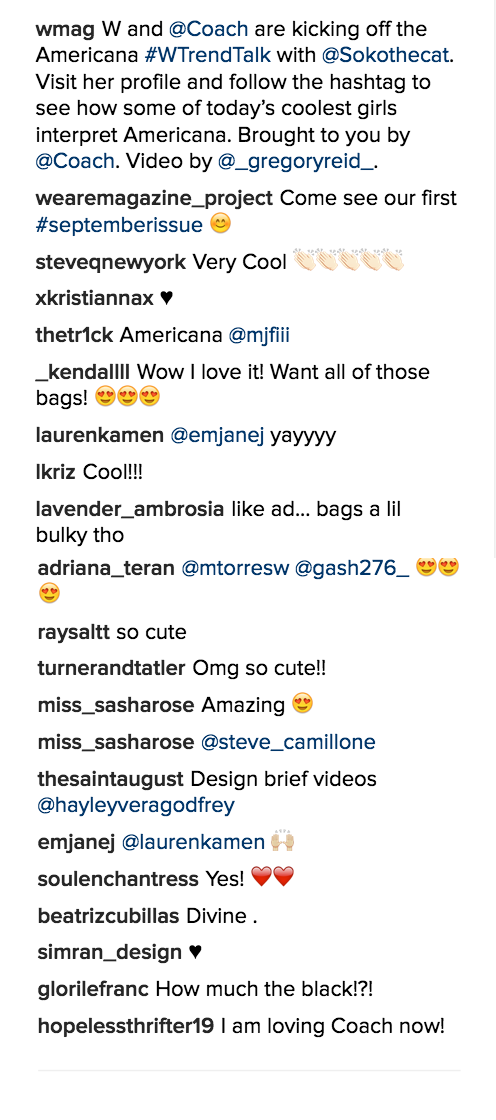 wmag W and @Coach are kicking off the
Americana #WTrendTalk with @Sokothecat.
Visit her profile and follow the hashtag to
see how some of today’s coolest girls
interpret Americana. Brought to you by
@Coach. Video by @_gregoryreid_.
wearemagazine_project Come see our first
#septemberissue 😊
steveqnewyork Very Cool 👏🏻👏🏻👏🏻👏🏻👏🏻
xkristiannax ♥
thetr1ck Americana @mjfiii
_kendallll Wow I love it! Want all of those
bags! 😍😍😍
laurenkamen @emjanej yayyyy
lkriz Cool!!!
lavender_ambrosia like ad... bags a lil
bulky tho
adriana_teran @mtorresw @gash276_ 😍😍
😍
raysaltt so cute
turnerandtatler Omg so cute!!
miss_sasharose Amazing 😍
miss_sasharose @steve_camillone
thesaintaugust Design brief videos
@hayleyveragodfrey
emjanej @laurenkamen 🙌🏼
soulenchantress Yes! ❤️❤️
beatrizcubillas Divine .
simran_design ♥
glorilefranc How much the black!?!
hopelessthrifter19 I am loving Coach now!